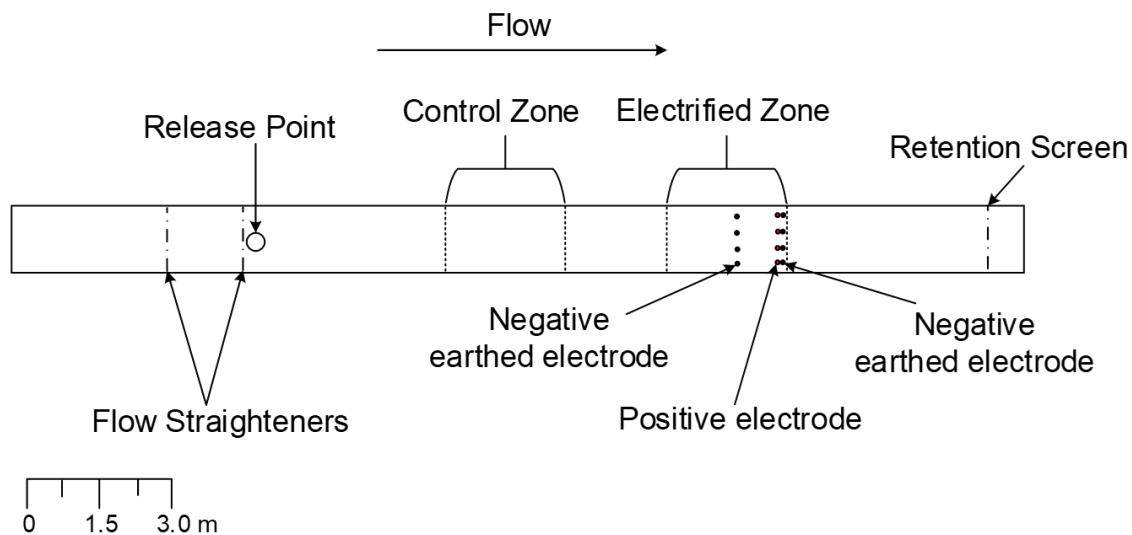 Flow
Control Zone
Electrified Zone
Release Point
Retention Screen
Negative
earthed electrode
Negative
earthed electrode
Positive electrode
Flow Straighteners
0 1.5 3.0 m